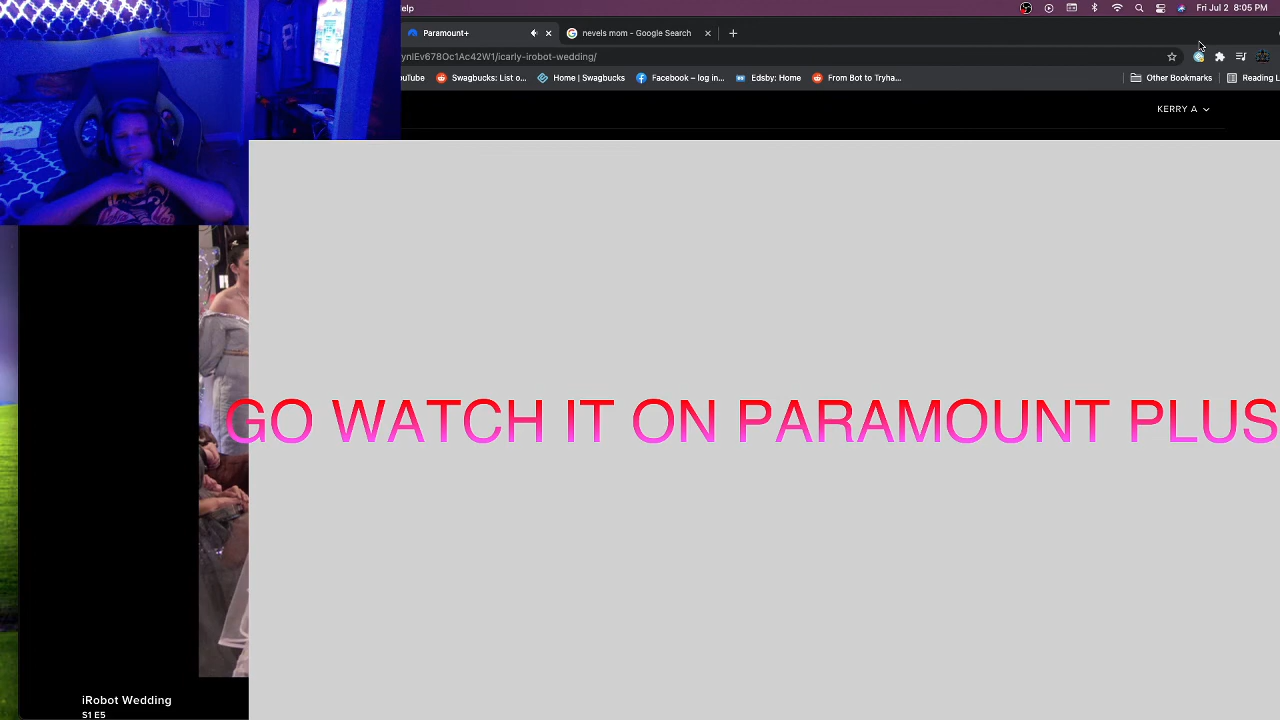 elp
Fri Jul 2 8:05 PM
Paramount+
nevels mom - Google Search
ynIEv678Oc1Ac42W1/icarly-irobot-wedding/
uTube
Swagbucks: List o...
Home | Swagbucks
Facebook – log in...
Edsby: Home
From Bot to Tryha...
Other Bookmarks
Reading L
KERRY A
GO WATCH IT ON PARAMOUNT PLUS
iRobot Wedding
S1 E5